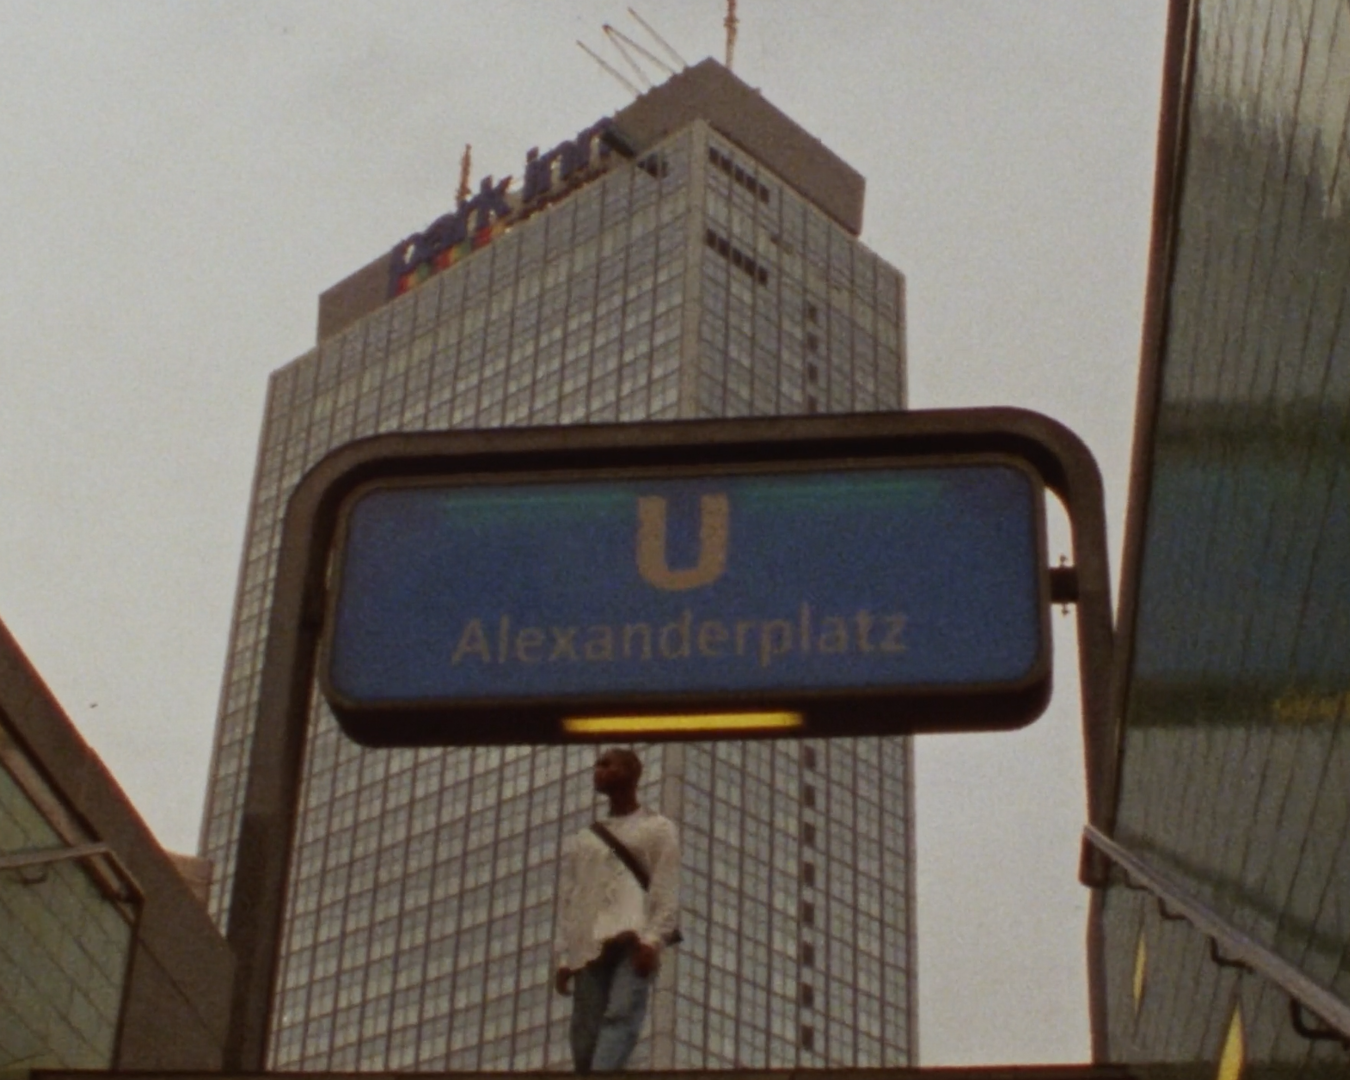 park inn
U
Alexanderplatz